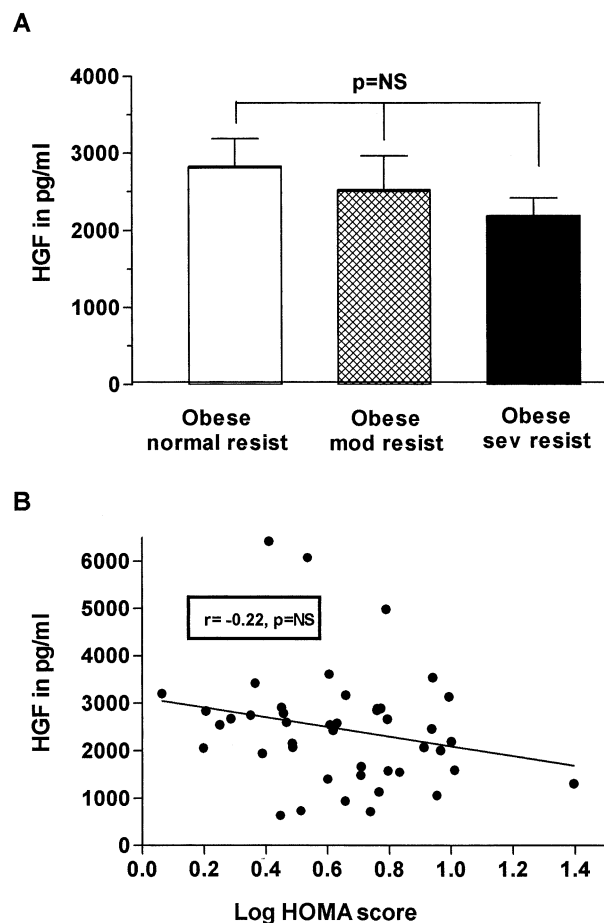 A
p=NS
4000
3000
2000
1000
0
HGF in pg/ml
Obese
normal resist
Obese
mod resist
Obese
sev resist
B
6000
5000
4000
3000
2000
1000
0
HGF in pg/ml
r= -0.22, p=NS
0.0 0.2 0.4 0.6 0.8 1.0 1.2 1.4
Log HOMA score